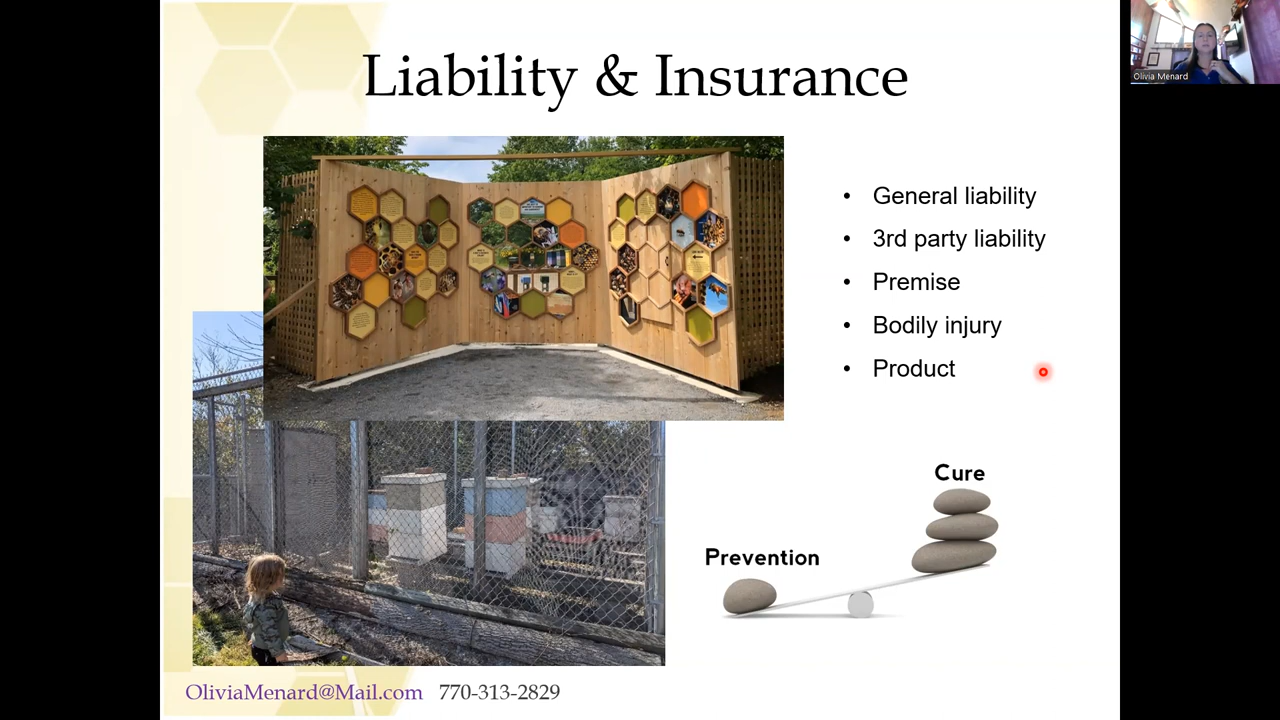 Liability & Insurance
• General liability
• 3rd party liability
• Premise
• Bodily injury
• Product
Cure
Prevention
OliviaMenard@Mail.com 770-313-2829
Olivia Menard